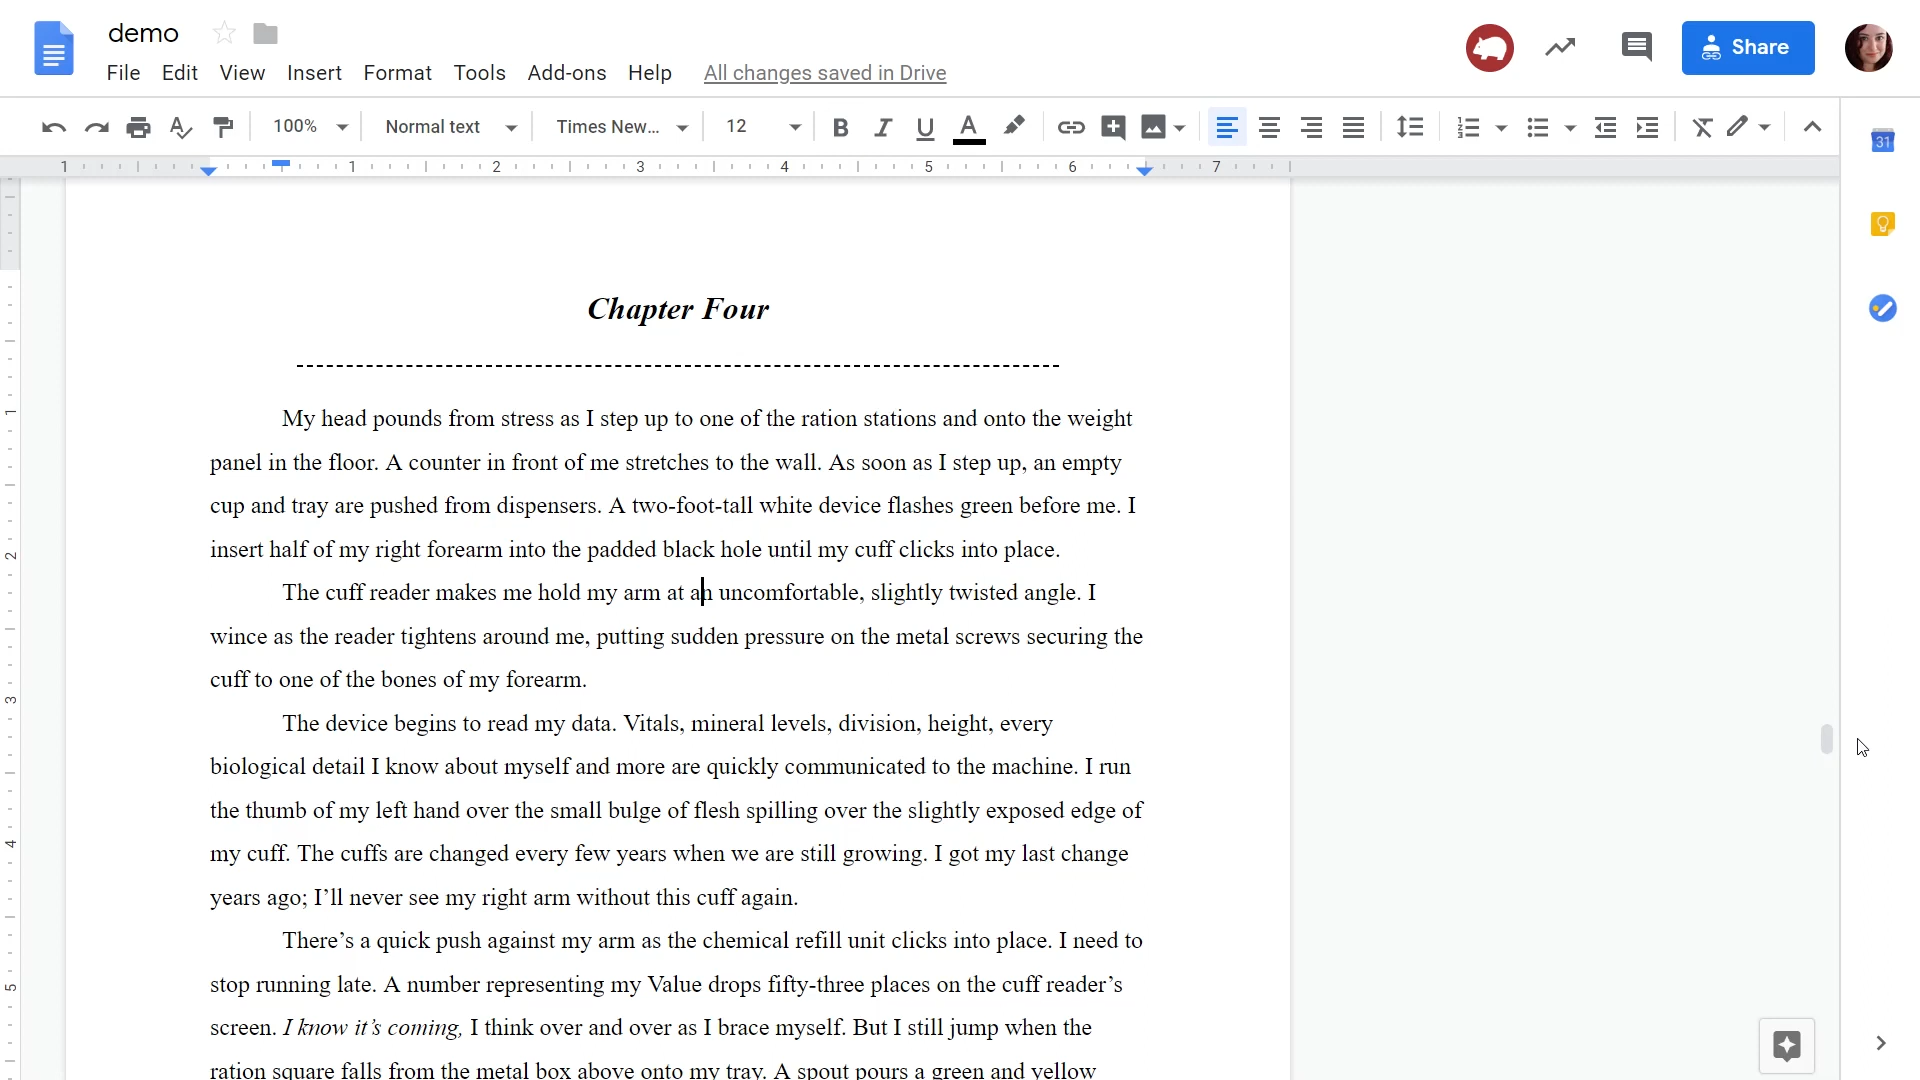 demo
File Edit View Insert Format Tools Add-ons Help All changes saved in Drive
Share
100% Normal text Times New... 12
1 1 2 3 4 5 6 7
31
Chapter Four
My head pounds from stress as I step up to one of the ration stations and onto the weight
panel in the floor. A counter in front of me stretches to the wall. As soon as I step up, an empty
cup and tray are pushed from dispensers. A two-foot-tall white device flashes green before me. I
insert half of my right forearm into the padded black hole until my cuff clicks into place.
The cuff reader makes me hold my arm at an uncomfortable, slightly twisted angle. I
wince as the reader tightens around me, putting sudden pressure on the metal screws securing the
cuff to one of the bones of my forearm.
The device begins to read my data. Vitals, mineral levels, division, height, every
biological detail I know about myself and more are quickly communicated to the machine. I run
the thumb of my left hand over the small bulge of flesh spilling over the slightly exposed edge of
my cuff. The cuffs are changed every few years when we are still growing. I got my last change
years ago; I’ll never see my right arm without this cuff again.
There’s a quick push against my arm as the chemical refill unit clicks into place. I need to
stop running late. A number representing my Value drops fifty-three places on the cuff reader’s
screen. I know it’s coming, I think over and over as I brace myself. But I still jump when the
ration square falls from the metal box above onto my tray. A spout pours a green and yellow
1
2
3
4
5